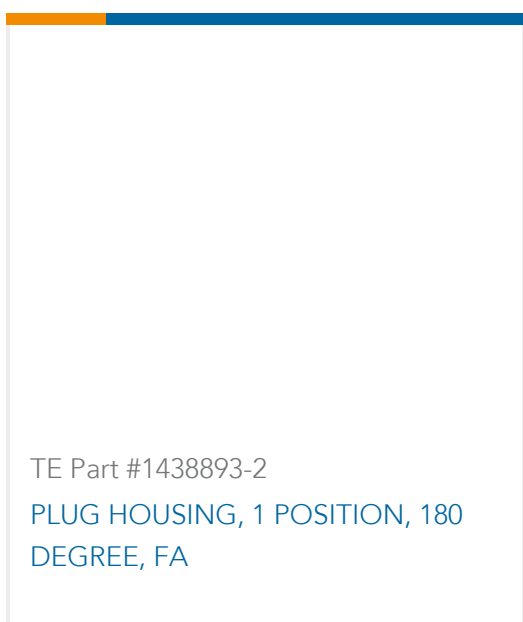 TE Part #1438893-2
PLUG HOUSING, 1 POSITION, 180
DEGREE, FA